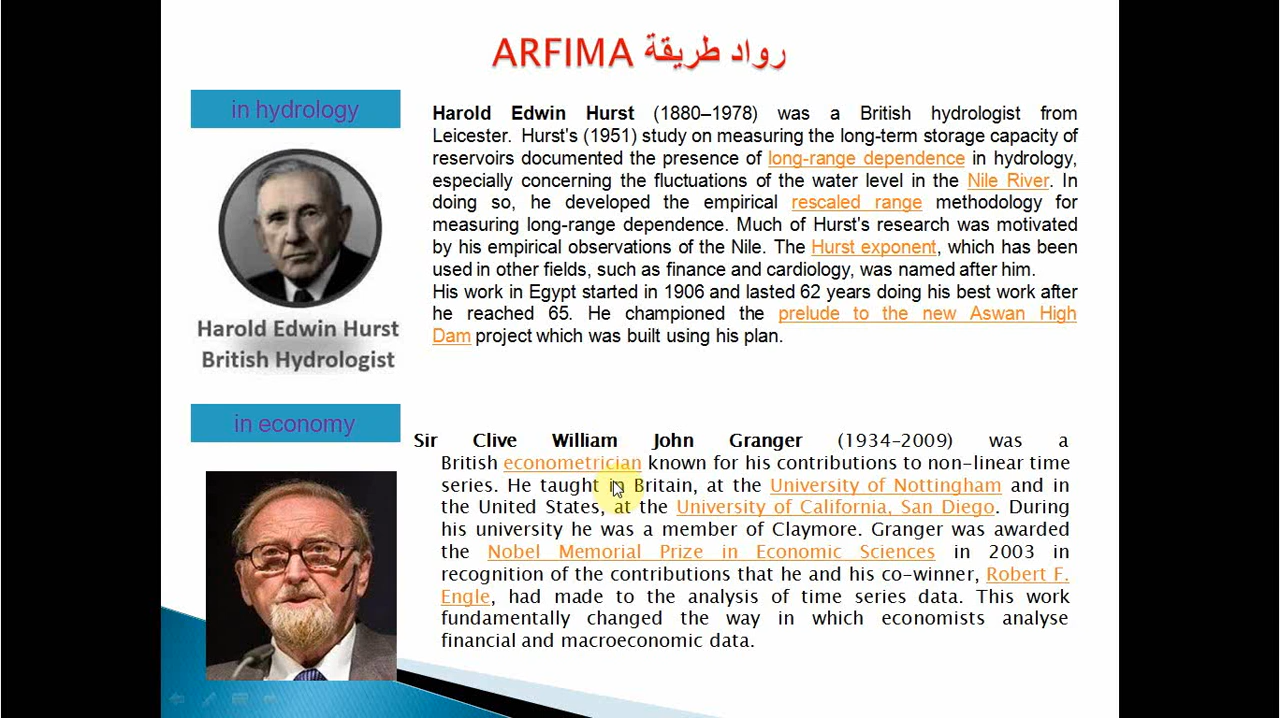 رواد طريقة ARFIMA
in hydrology
Harold Edwin Hurst (1880–1978) was a British hydrologist from
Leicester. Hurst's (1951) study on measuring the long-term storage capacity of
reservoirs documented the presence of long-range dependence in hydrology,
especially concerning the fluctuations of the water level in the Nile River. In
doing so, he developed the empirical rescaled range methodology for
measuring long-range dependence. Much of Hurst's research was motivated
by his empirical observations of the Nile. The Hurst exponent, which has been
used in other fields, such as finance and cardiology, was named after him.
His work in Egypt started in 1906 and lasted 62 years doing his best work after
he reached 65. He championed the prelude to the new Aswan High
Dam project which was built using his plan.
Harold Edwin Hurst
British Hydrologist
in economy
Sir Clive William John Granger (1934–2009) was a
British econometrician known for his contributions to non-linear time
series. He taught in Britain, at the University of Nottingham and in
the United States, at the University of California, San Diego. During
his university he was a member of Claymore. Granger was awarded
the Nobel Memorial Prize in Economic Sciences in 2003 in
recognition of the contributions that he and his co-winner, Robert F.
Engle, had made to the analysis of time series data. This work
fundamentally changed the way in which economists analyse
financial and macroeconomic data.